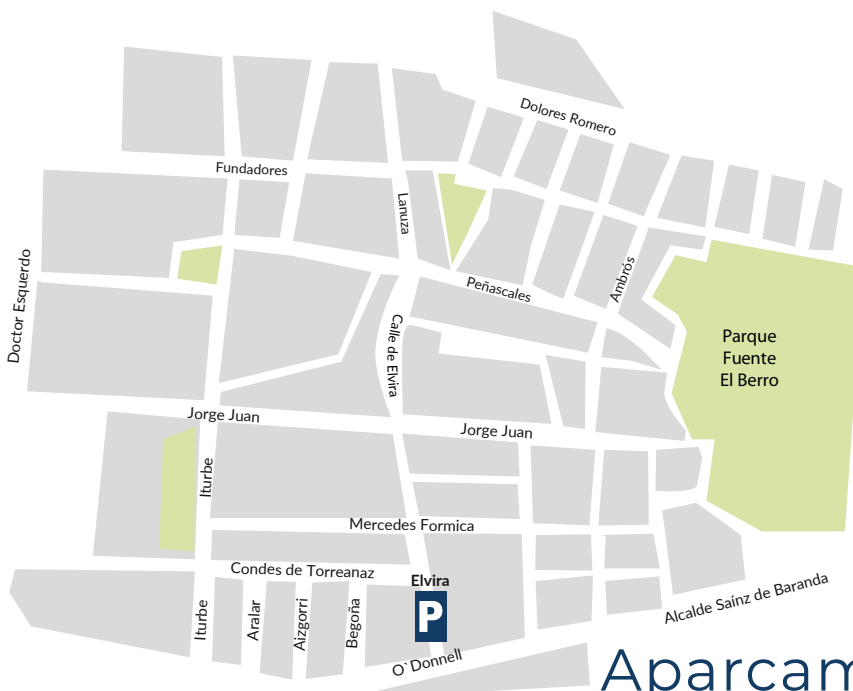 Dolores Romero
Fundadores
Lanuza
Doctor Esquerdo
Peñascales
Ambrós
Calle de Elvira
Parque
Fuente
El Berro
Jorge Juan
Jorge Juan
Iturbe
Mercedes Formica
Condes de Torreanaz
Elvira
P
Iturbe
Aralar
Aizgorri
Begoña
Alcalde Saínz de Baranda
O`Donnell
Aparcam